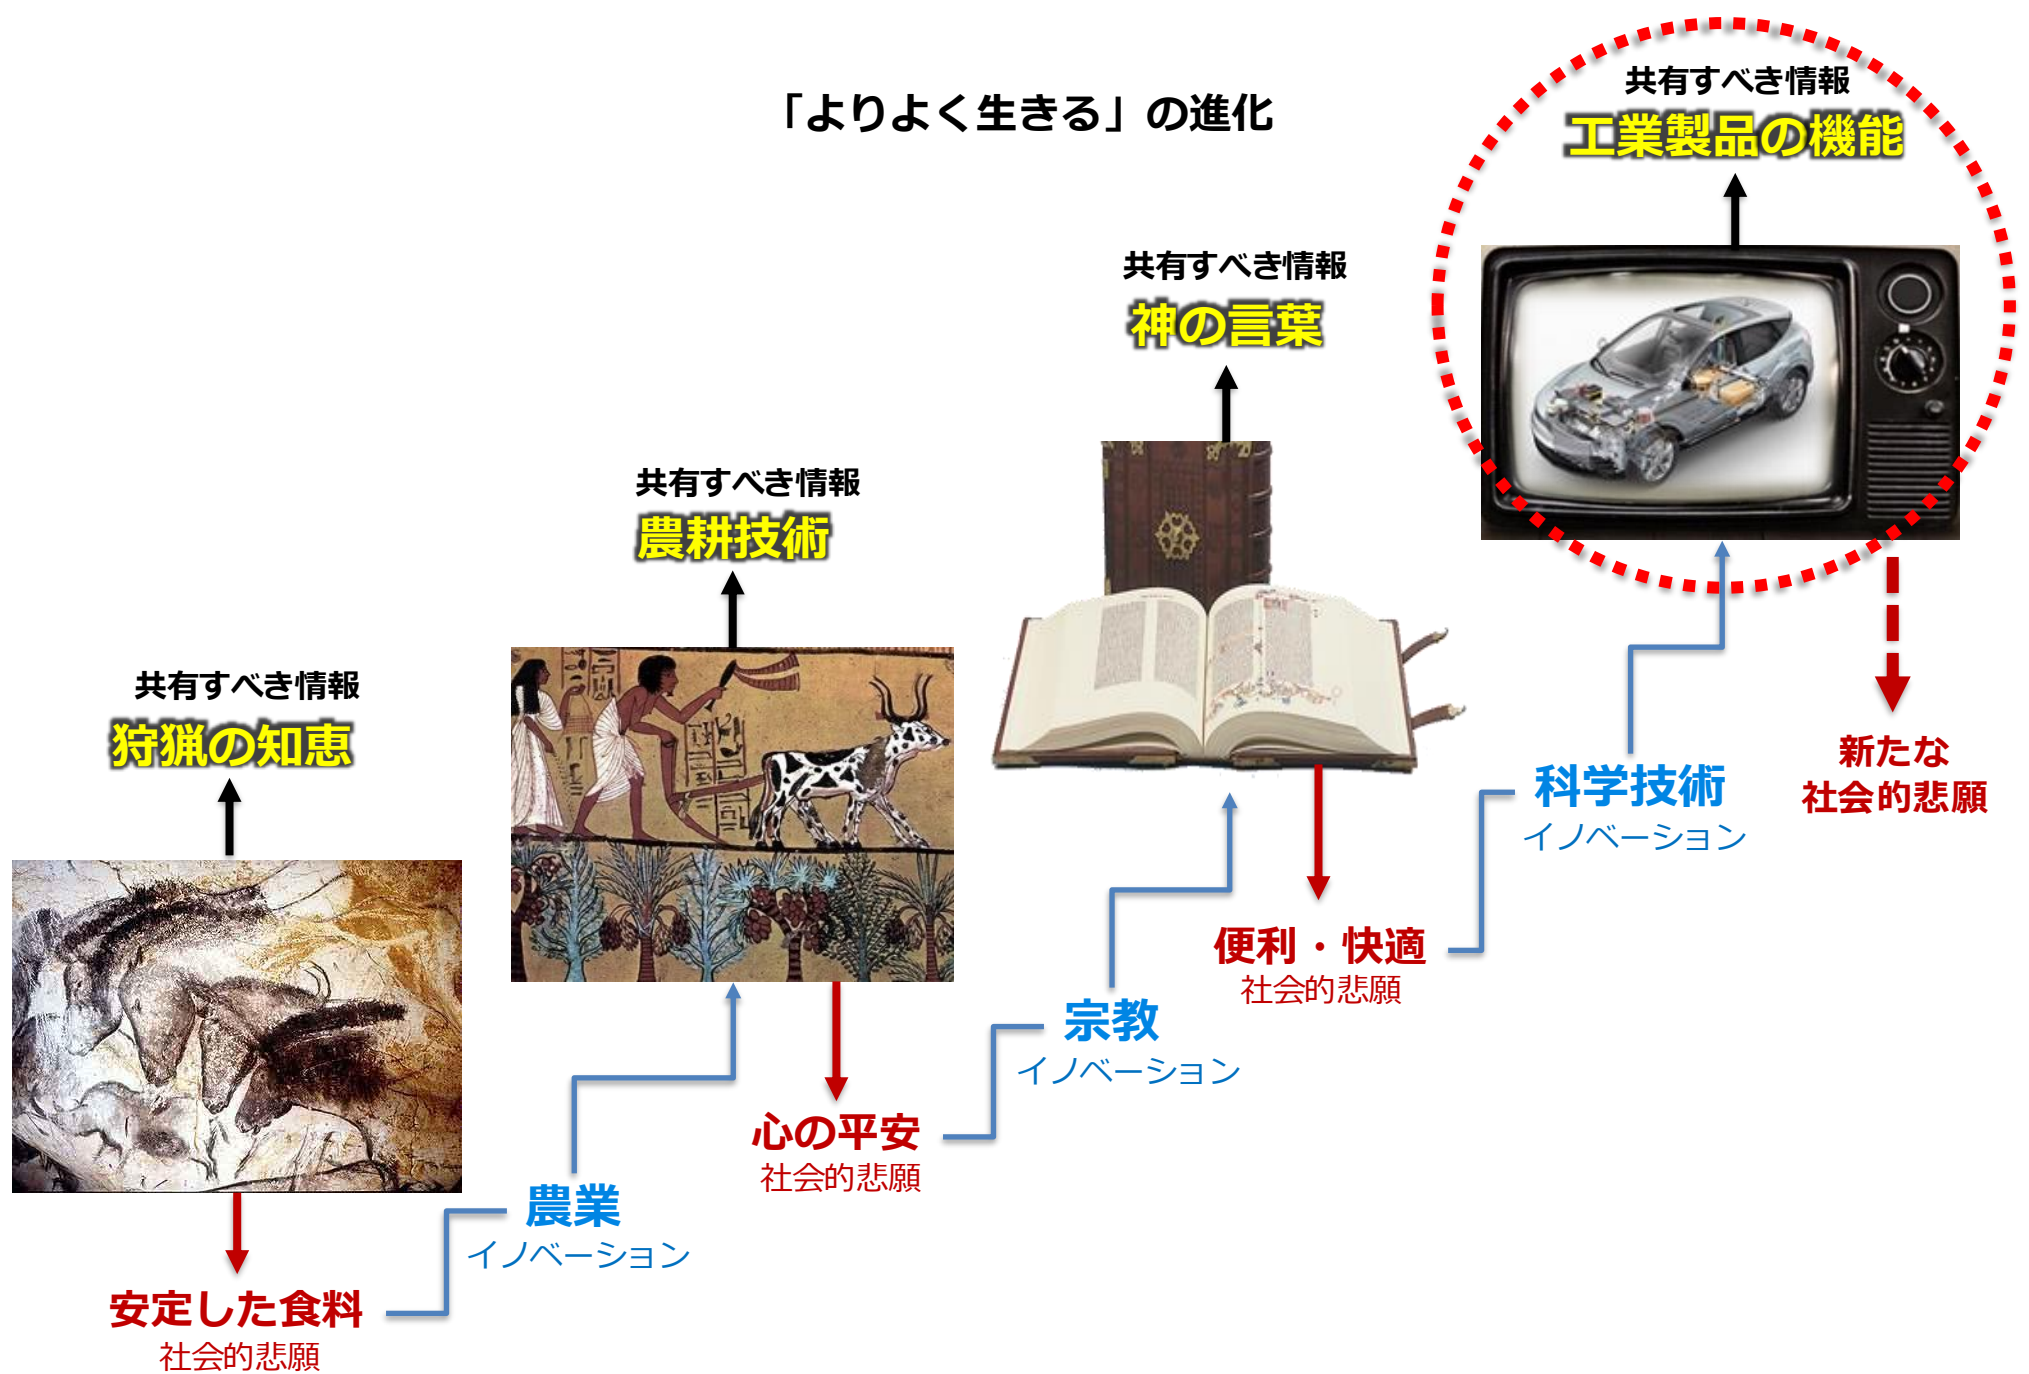 「よりよく生きる」の進化
共有すべき情報
狩猟の知恵
安定した食料
社会的悲願
農業
イノベーション
共有すべき情報
農耕技術
心の平安
社会的悲願
宗教
イノベーション
共有すべき情報
神の言葉
便利・快適
社会的悲願
科学技術
イノベーション
共有すべき情報
工業製品の機能
新たな
社会的悲願